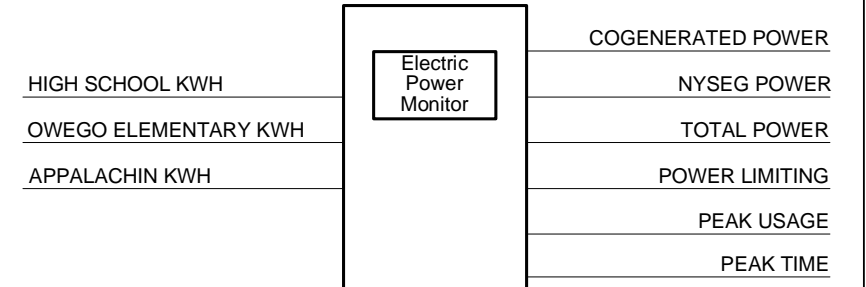 COGENERATED POWER
Electric
Power
Monitor
HIGH SCHOOL KWH
NYSEG POWER
OWEGO ELEMENTARY KWH
TOTAL POWER
APPALACHIN KWH
POWER LIMITING
PEAK USAGE
PEAK TIME